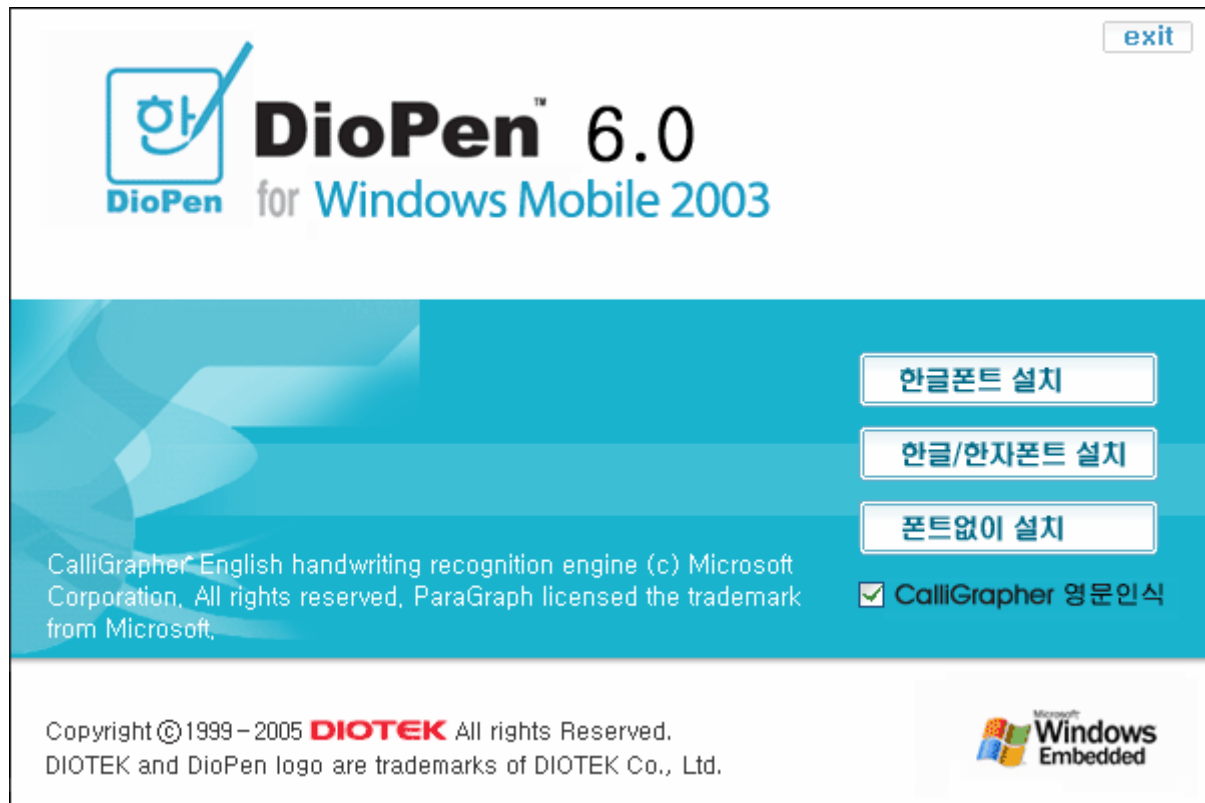 exit
한
DioPen
DioPen™ 6.0
for Windows Mobile 2003
한글폰트 설치
한글/한자폰트 설치
폰트없이 설치
CalliGrapher 영문인식
CalliGrapher® English handwriting recognition engine (c) Microsoft
Corporation. All rights reserved. ParaGraph licensed the trademark
from Microsoft.
Copyright ⓒ1999-2005 DIOTEK All rights Reserved.
DIOTEK and DioPen logo are trademarks of DIOTEK Co., Ltd.
Microsoft
Windows
Embedded